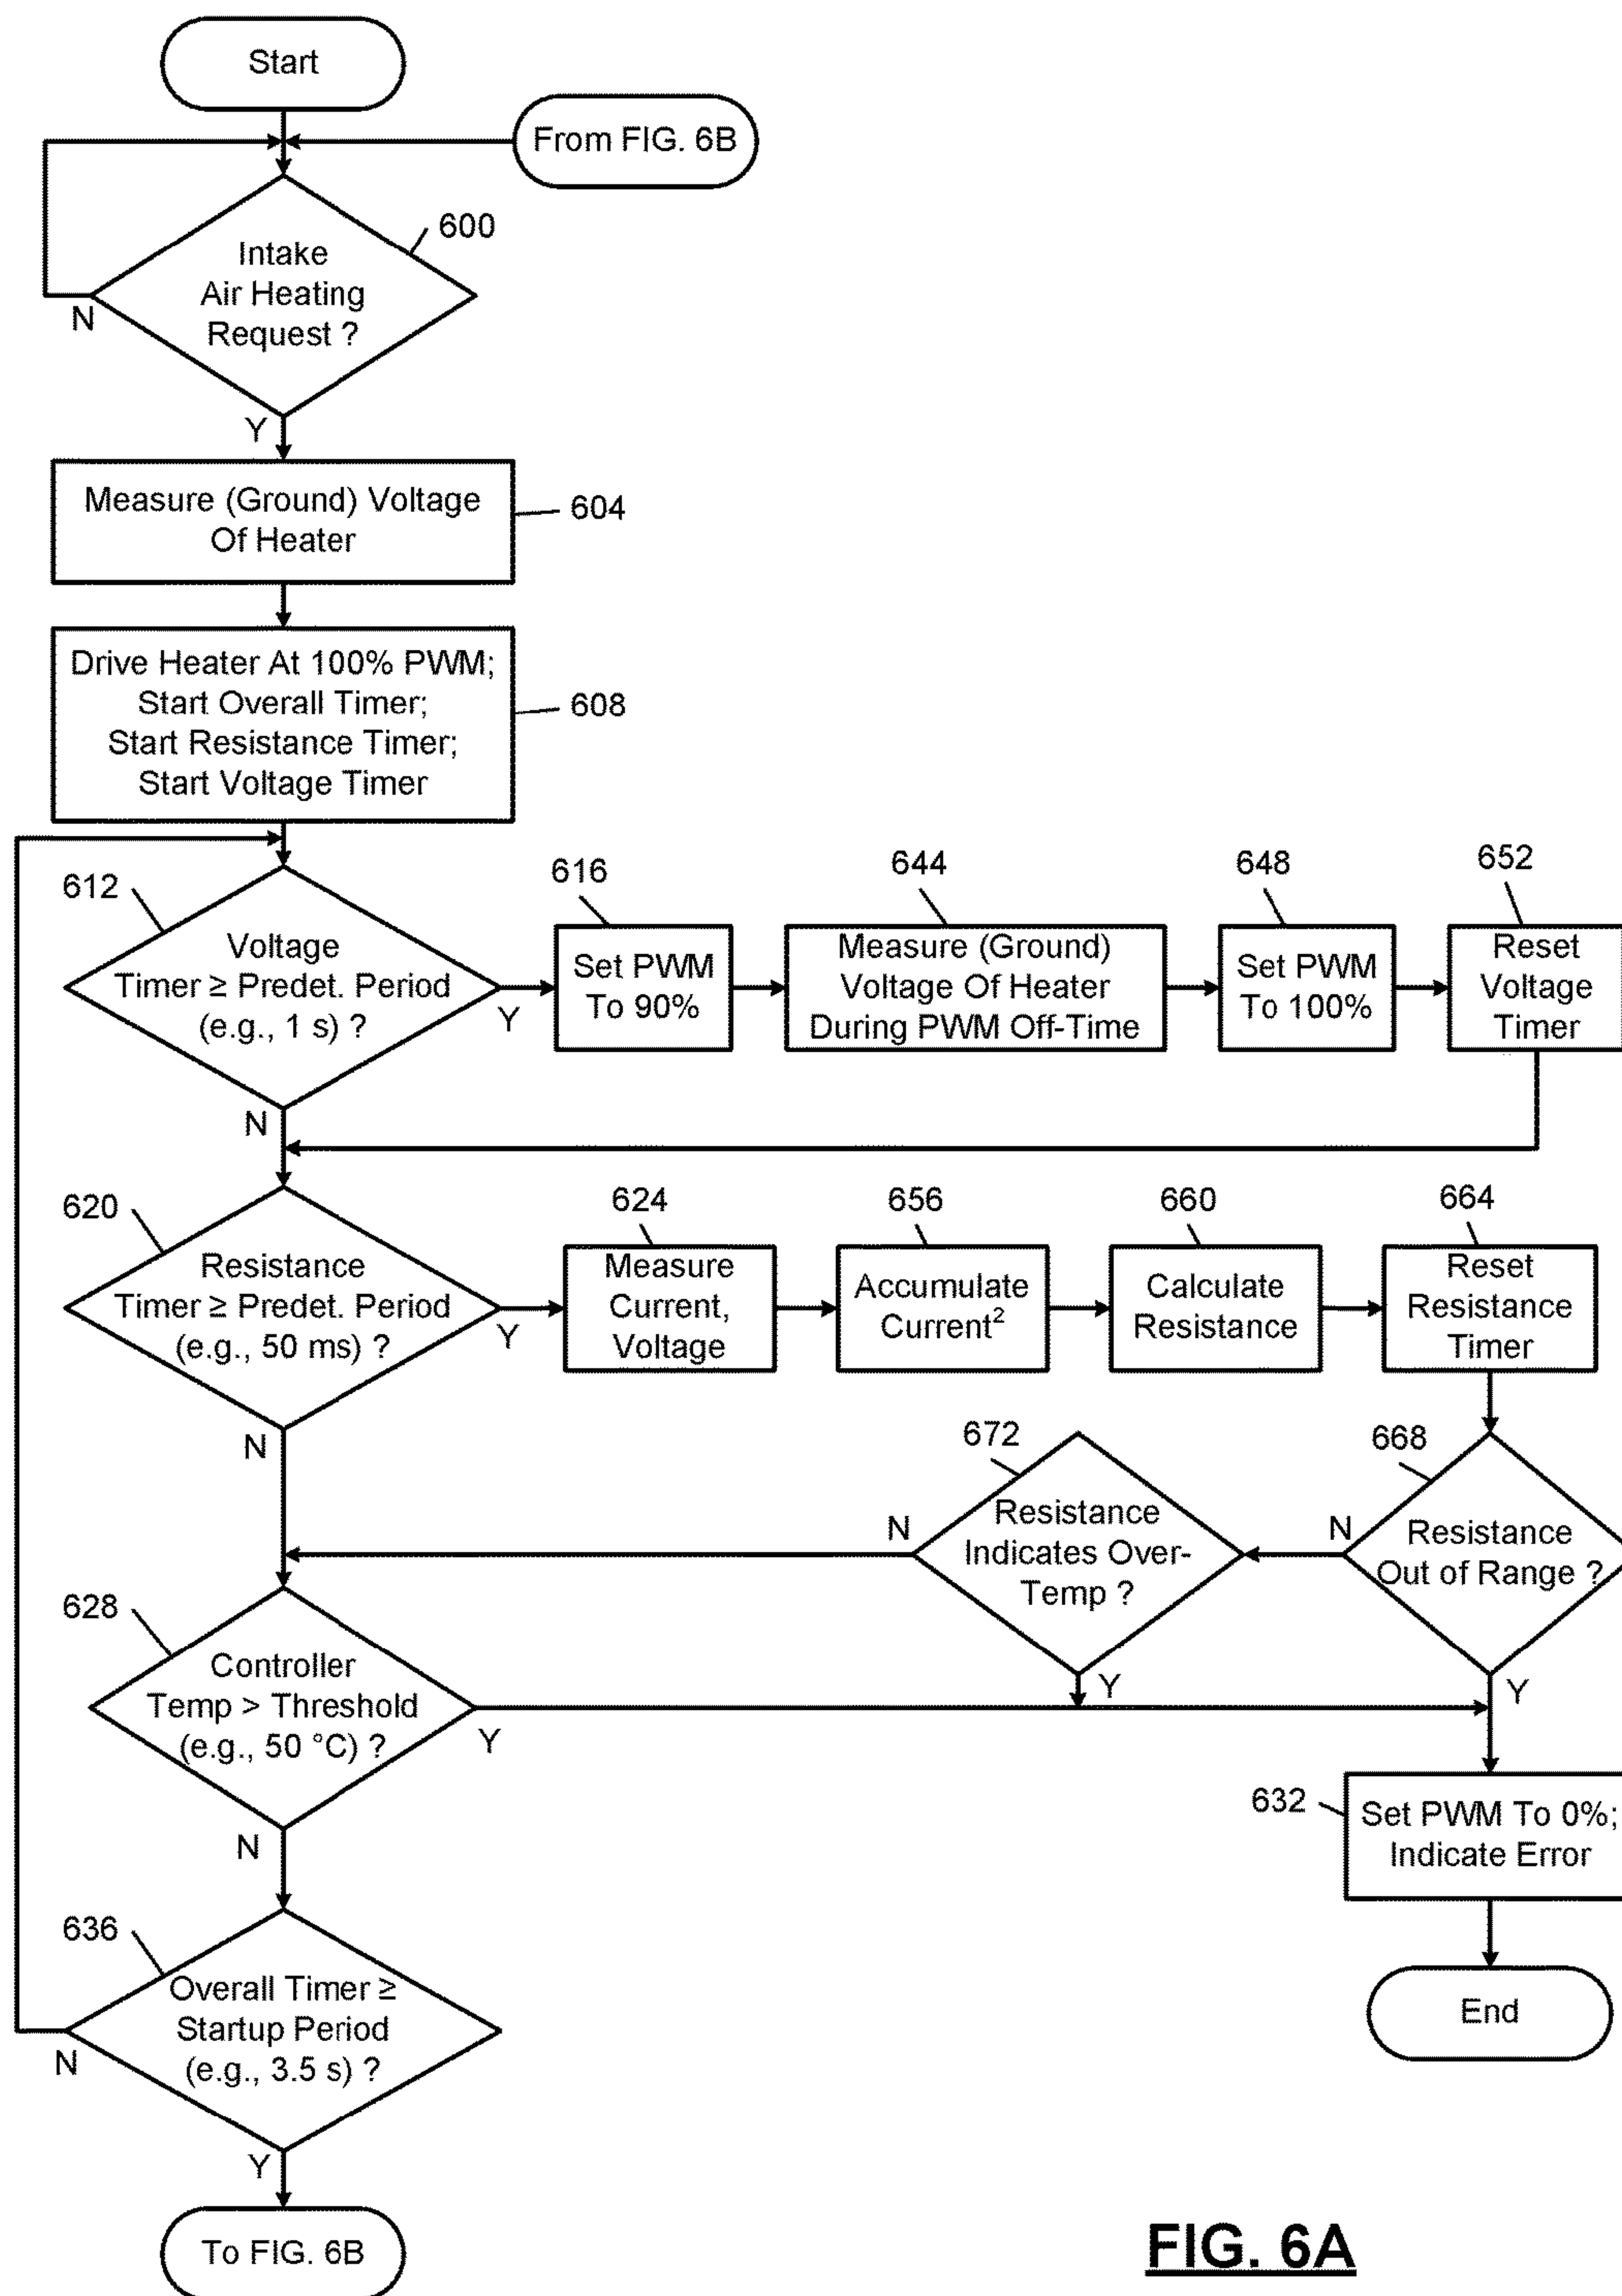 Start
From FIG. 6B
600
Intake
Air Heating
Request ?
N
Y
Measure (Ground) Voltage
Of Heater
604
Drive Heater At 100% PWM;
Start Overall Timer;
Start Resistance Timer;
Start Voltage Timer
608
612
Voltage
Timer ≥ Predet. Period
(e.g., 1 s) ?
Y
N
616
Set PWM
To 90%
644
Measure (Ground)
Voltage Of Heater
During PWM Off-Time
648
Set PWM
To 100%
652
Reset
Voltage
Timer
620
Resistance
Timer ≥ Predet. Period
(e.g., 50 ms) ?
Y
N
624
Measure
Current,
Voltage
656
Accumulate
Current²
660
Calculate
Resistance
664
Reset
Resistance
Timer
668
Resistance
Out of Range ?
N
Y
672
Resistance
Indicates Over-
Temp ?
N
Y
628
Controller
Temp > Threshold
(e.g., 50 °C) ?
Y
N
632
Set PWM To 0%;
Indicate Error
End
636
Overall Timer ≥
Startup Period
(e.g., 3.5 s) ?
N
Y
To FIG. 6B
FIG. 6A